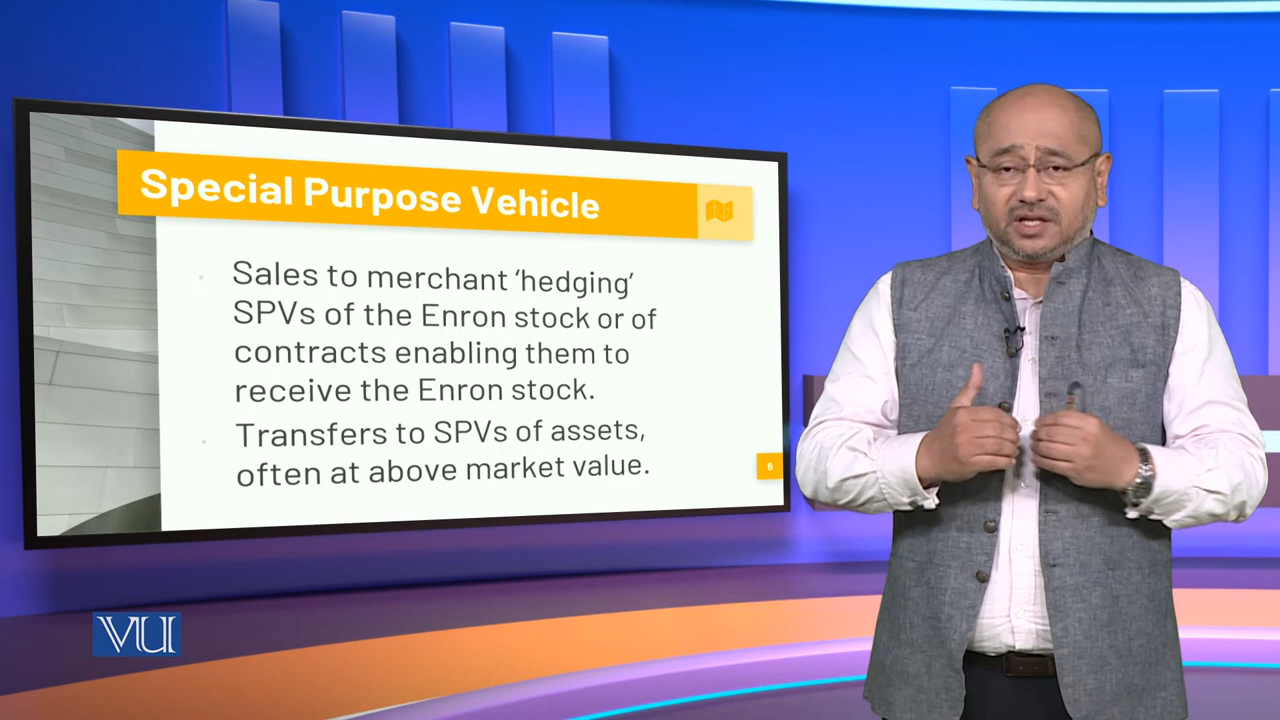 Special Purpose Vehicle
Sales to merchant ‘hedging’
SPVs of the Enron stock or of
contracts enabling them to
receive the Enron stock.
Transfers to SPVs of assets,
often at above market value.
6
VU